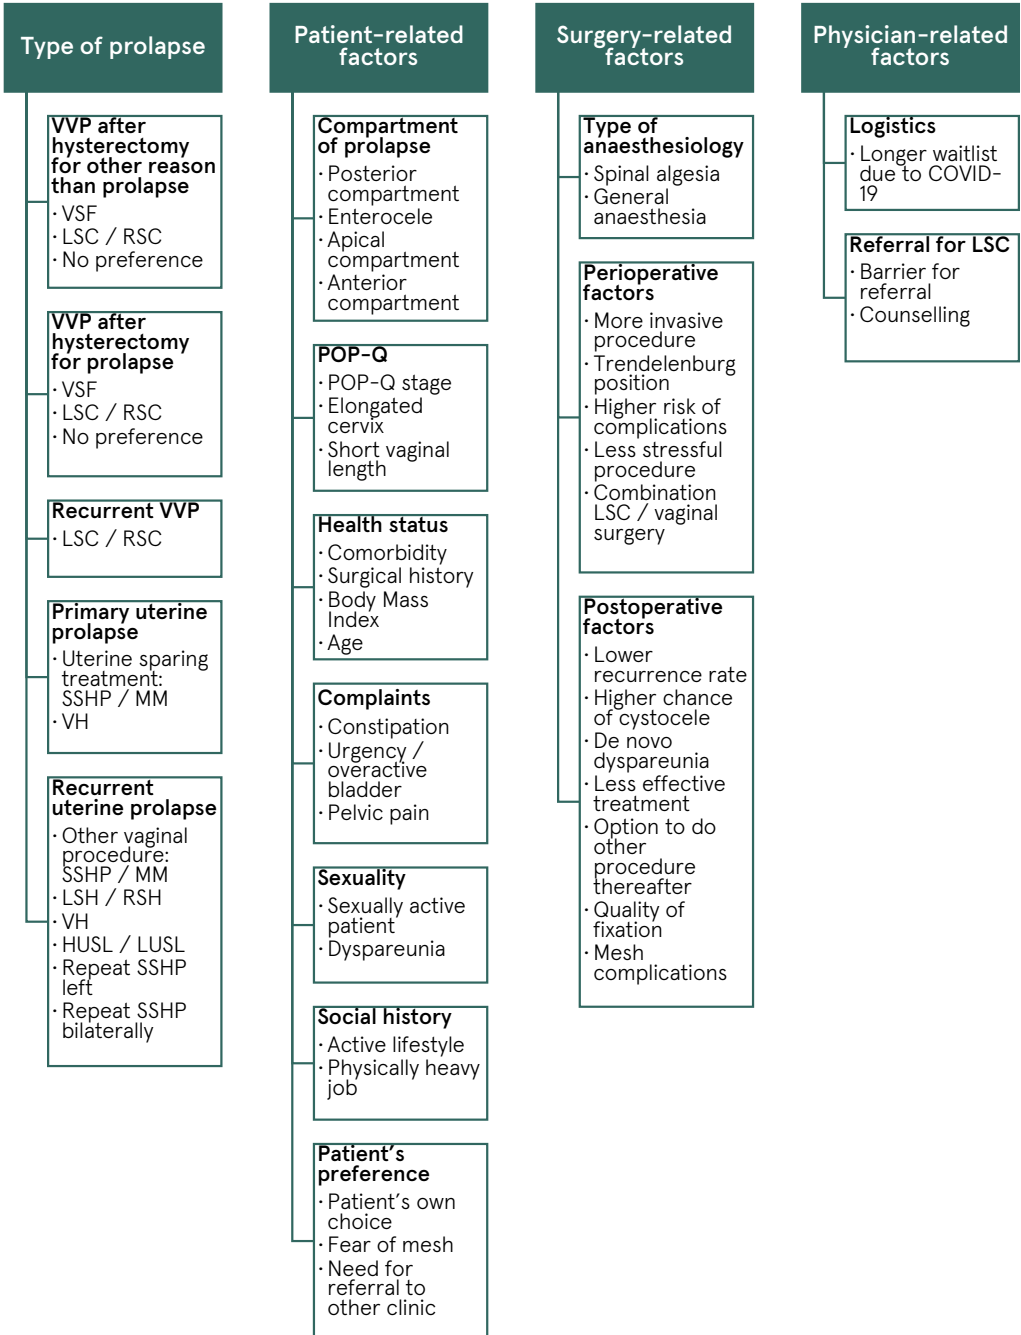 Type of prolapse
VVP after
hysterectomy
for other reason
than prolapse
· VSF
· LSC / RSC
· No preference
VVP after
hysterectomy
for prolapse
· VSF
· LSC / RSC
· No preference
Recurrent VVP
· LSC / RSC
Primary uterine
prolapse
· Uterine sparing
treatment:
SSHP / MM
· VH
Recurrent
uterine prolapse
· Other vaginal
procedure:
SSHP / MM
· LSH / RSH
· VH
· HUSL / LUSL
· Repeat SSHP
left
· Repeat SSHP
bilaterally
Patient-related
factors
Compartment
of prolapse
· Posterior
compartment
· Enterocele
· Apical
compartment
· Anterior
compartment
POP-Q
· POP-Q stage
· Elongated
cervix
· Short vaginal
length
Health status
· Comorbidity
· Surgical history
· Body Mass
Index
· Age
Complaints
· Constipation
· Urgency /
overactive
bladder
· Pelvic pain
Sexuality
· Sexually active
patient
· Dyspareunia
Social history
· Active lifestyle
· Physically heavy
job
Patient's
preference
· Patient's own
choice
· Fear of mesh
· Need for
referral to
other clinic
Surgery-related
factors
Type of
anaesthesiology
· Spinal algesia
· General
anaesthesia
Perioperative
factors
· More invasive
procedure
· Trendelenburg
position
· Higher risk of
complications
· Less stressful
procedure
· Combination
LSC / vaginal
surgery
Postoperative
factors
· Lower
recurrence rate
· Higher chance
of cystocele
· De novo
dyspareunia
· Less effective
treatment
· Option to do
other
procedure
thereafter
· Quality of
fixation
· Mesh
complications
Physician-related
factors
Logistics
· Longer waitlist
due to COVID-
19
Referral for LSC
· Barrier for
referral
· Counselling